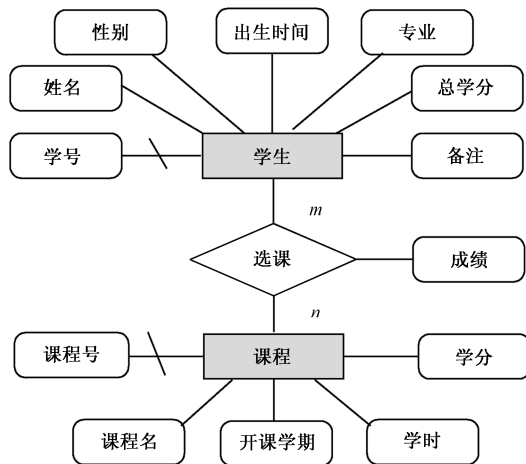 性别
出生时间
专业
姓名
总学分
学号
学生
备注
m
选课
成绩
n
课程号
课程
学分
课程名
开课学期
学时